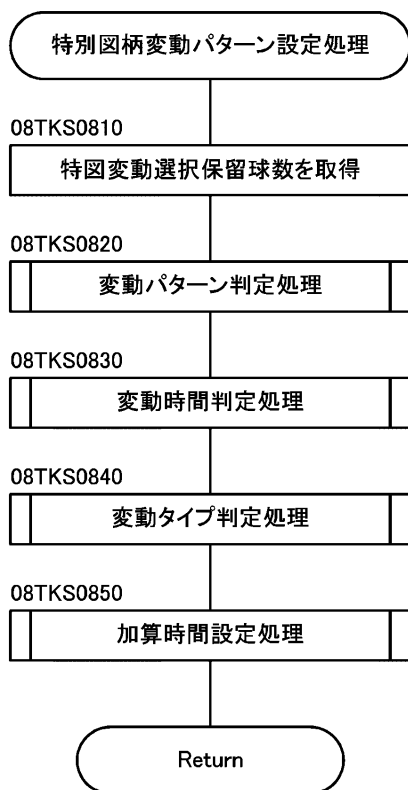 特別図柄変動パターン設定処理
08TKS0810
特図変動選択保留球数を取得
08TKS0820
変動パターン判定処理
08TKS0830
変動時間判定処理
08TKS0840
変動タイプ判定処理
08TKS0850
加算時間設定処理
Return